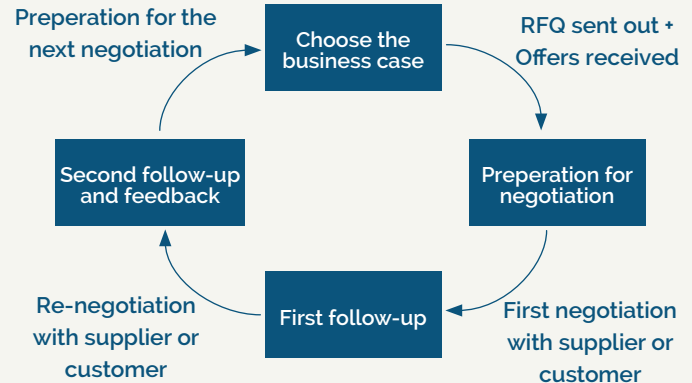 Preparation for the
next negotiation
Choose the
business case
RFQ sent out +
Offers received
Second follow-up
and feedback
Preperation for
negotiation
Re-negotiation
with supplier or
customer
First follow-up
First negotiation
with supplier or
customer